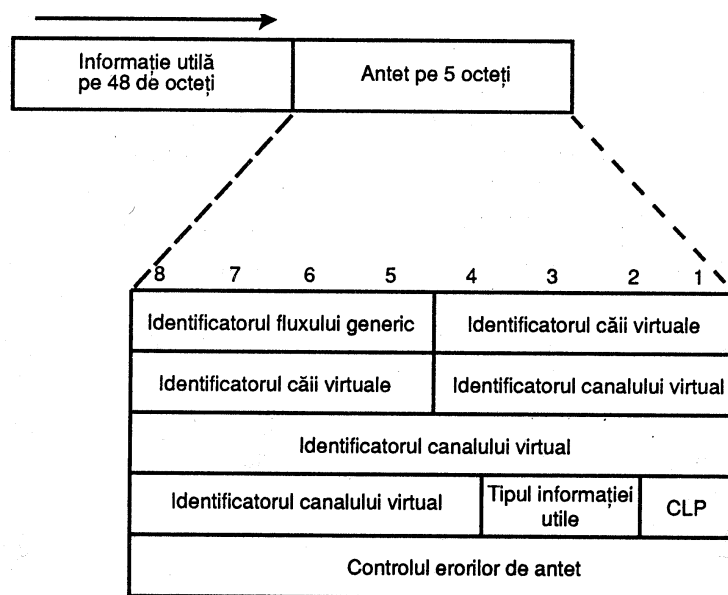 Informație utilă
pe 48 de octeți
Antet pe 5 octeți
8 7 6 5 4 3 2 1
Identificatorul fluxului generic
Identificatorul căii virtuale
Identificatorul căii virtuale
Identificatorul canalului virtual
Identificatorul canalului virtual
Identificatorul canalului virtual
Tipul informației
utile
CLP
Controlul erorilor de antet